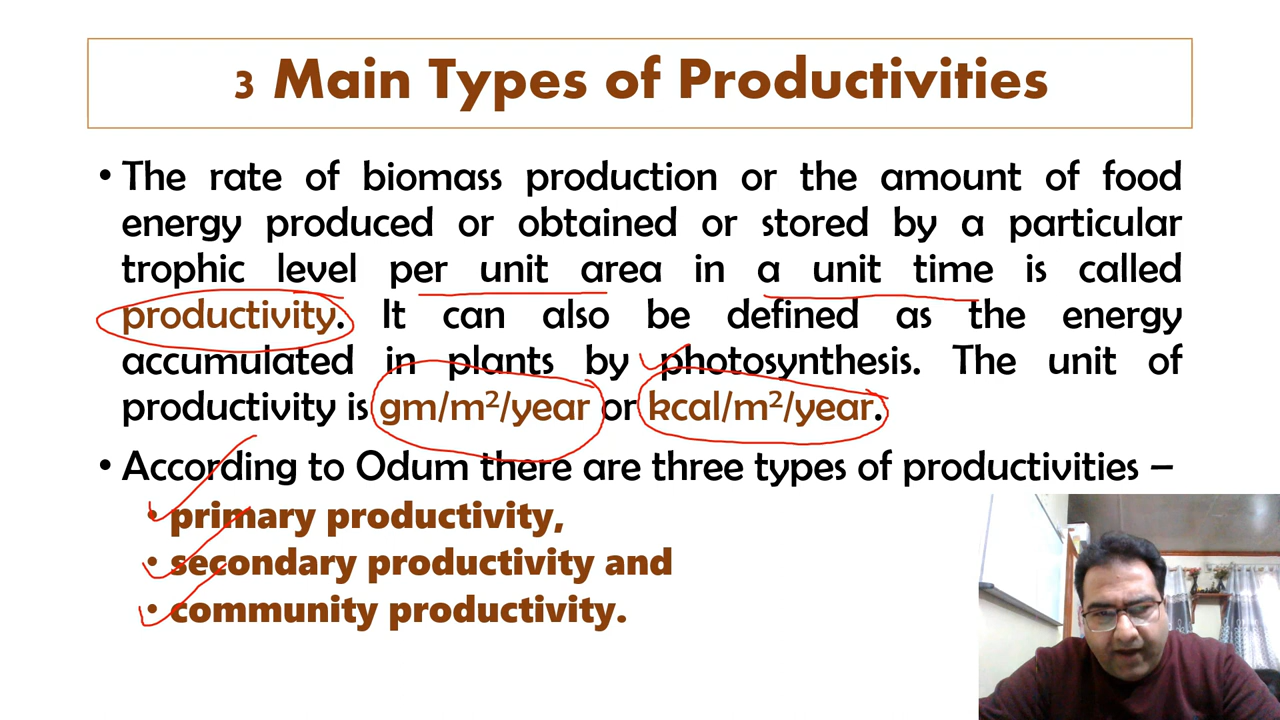 3 Main Types of Productivities
• The rate of biomass production or the amount of food
energy produced or obtained or stored by a particular
trophic level per unit area in a unit time is called
productivity. It can also be defined as the energy
accumulated in plants by photosynthesis. The unit of
productivity is gm/m²/year or kcal/m²/year.
• According to Odum there are three types of productivities –
• primary productivity,
• secondary productivity and
• community productivity.